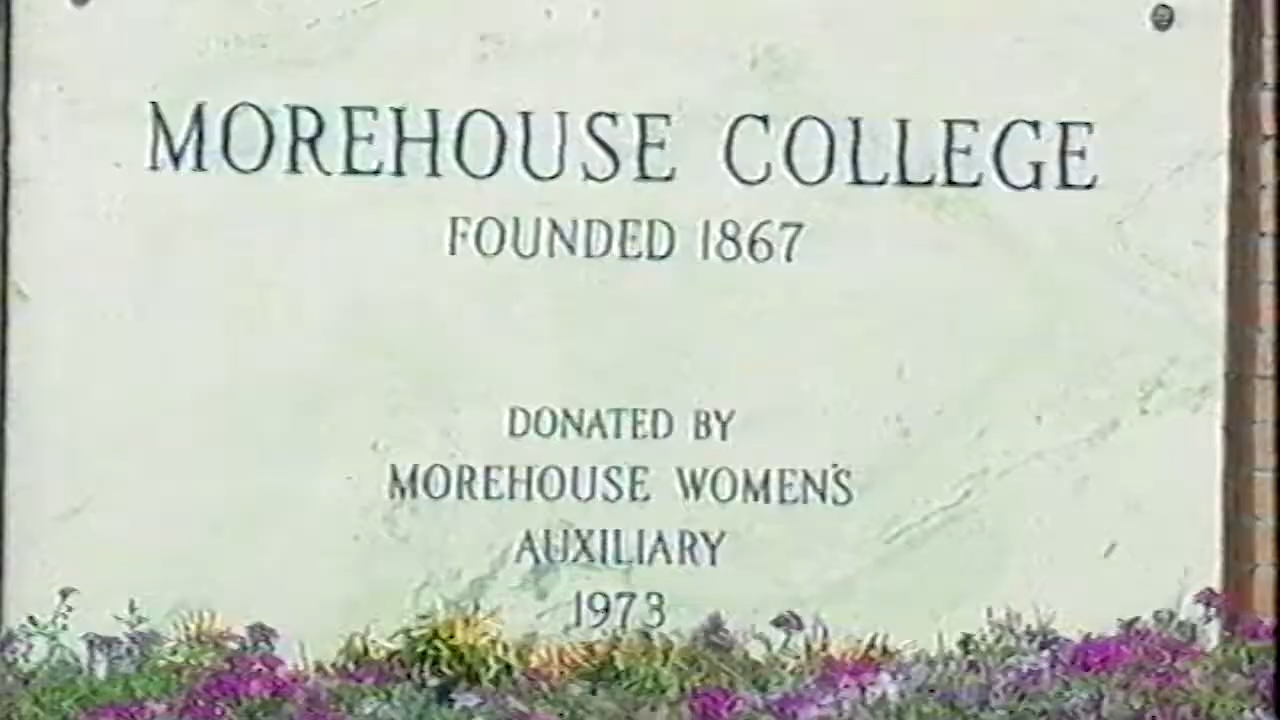 MOREHOUSE COLLEGE
FOUNDED 1867
DONATED BY
MOREHOUSE WOMEN'S
AUXILIARY
1973